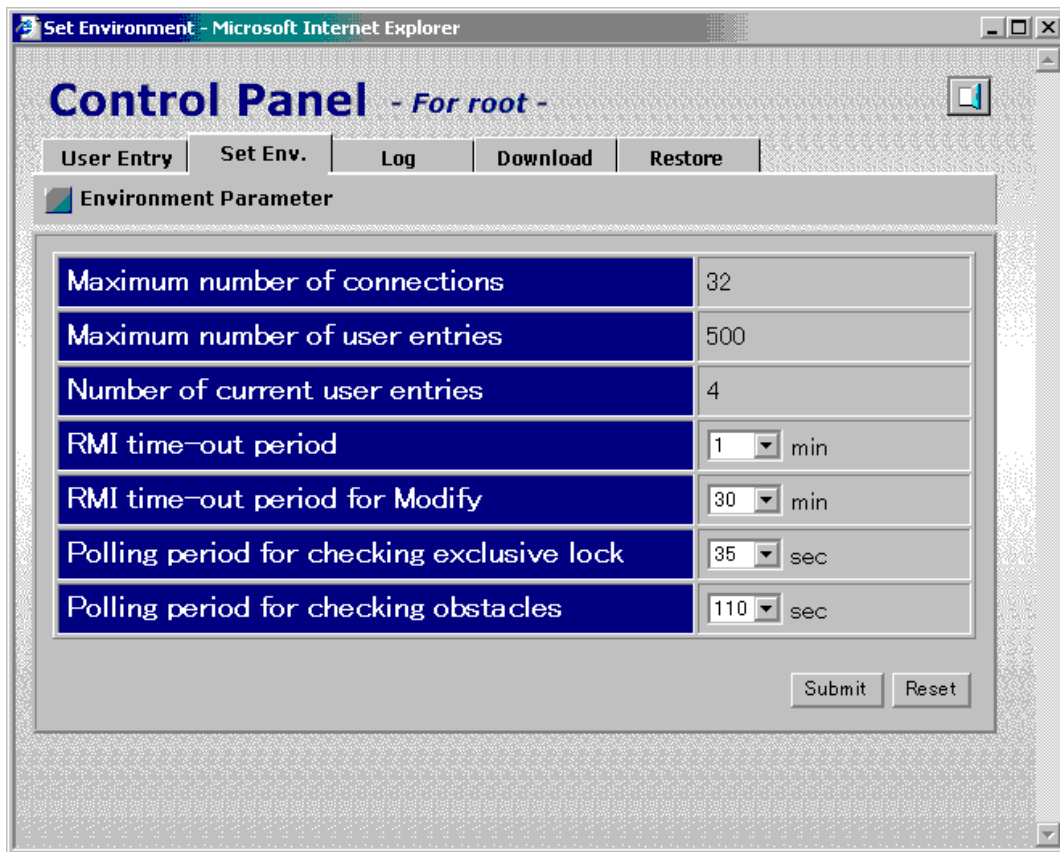 Set Environment - Microsoft Internet Explorer
Control Panel - For root -
User Entry Set Env. Log Download Restore
Environment Parameter
Maximum number of connections 32
Maximum number of user entries 500
Number of current user entries 4
RMI time-out period 1 min
RMI time-out period for Modify 30 min
Polling period for checking exclusive lock 35 sec
Polling period for checking obstacles 110 sec
Submit Reset